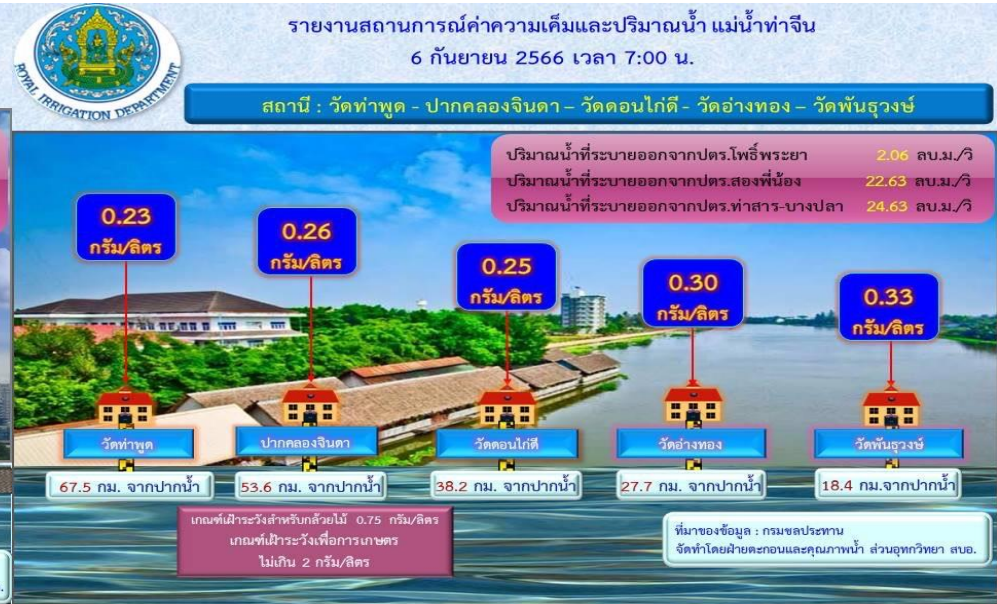 รายงานสถานการณ์ค่าความเค็มและปริมาณน้ำ แม่น้ำท่าจีน
6 กันยายน 2566 เวลา 7:00 น.
ROYAL IRRIGATION DEPARTMENT
สถานี : วัดท่าพูด - ปากคลองจินดา – วัดดอนไก่ดี - วัดอ่างทอง – วัดพันธุวงษ์
ปริมาณน้ำที่ระบายออกจากปตร.โพธิ์พระยา 2.06 ลบ.ม./วิ
ปริมาณน้ำที่ระบายออกจากปตร.สองพี่น้อง 22.63 ลบ.ม./วิ
ปริมาณน้ำที่ระบายออกจากปตร.ท่าสาร-บางปลา 24.63 ลบ.ม./วิ
0.23
กรัม/ลิตร
0.26
กรัม/ลิตร
0.25
กรัม/ลิตร
0.30
กรัม/ลิตร
0.33
กรัม/ลิตร
วัดท่าพูด
ปากคลองจินดา
วัดดอนไก่ดี
วัดอ่างทอง
วัดพันธุวงษ์
67.5 กม. จากปากน้ำ
53.6 กม. จากปากน้ำ
38.2 กม. จากปากน้ำ
27.7 กม. จากปากน้ำ
18.4 กม.จากปากน้ำ
เกณฑ์เฝ้าระวังสำหรับกล้วยไม้ 0.75 กรัม/ลิตร
เกณฑ์เฝ้าระวังเพื่อการเกษตร
ไม่เกิน 2 กรัม/ลิตร
ที่มาของข้อมูล : กรมชลประทาน
จัดทำโดยฝ่ายตะกอนและคุณภาพน้ำ ส่วนอุทกวิทยา สบอ.